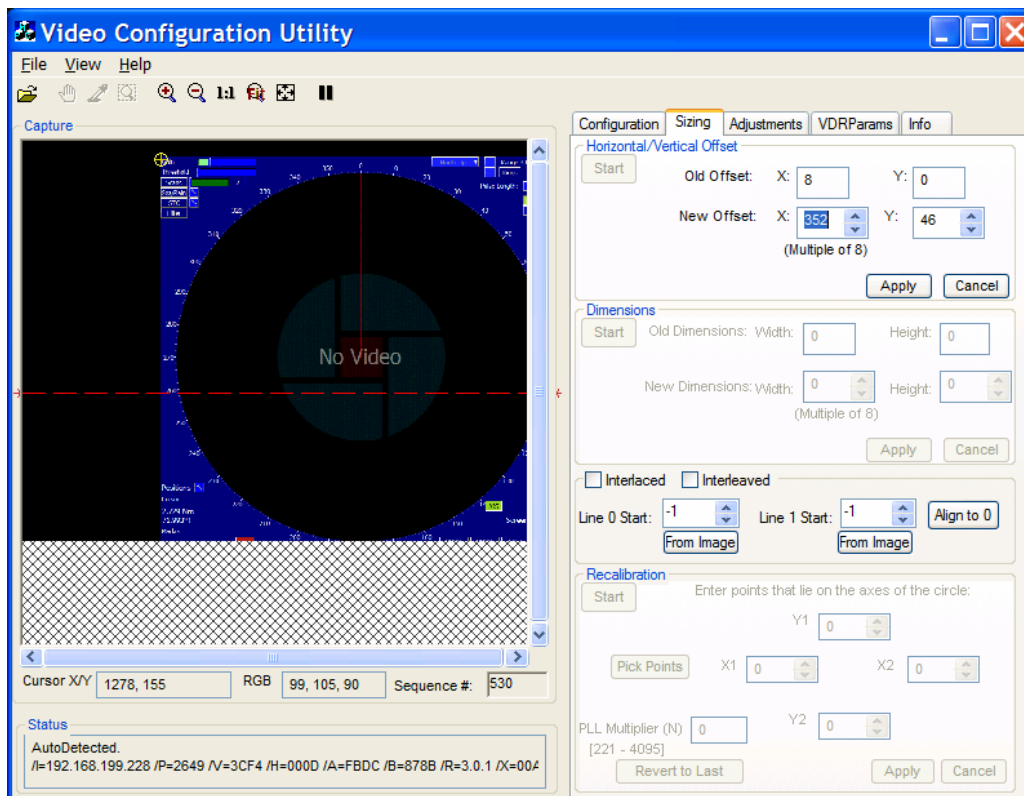 Video Configuration Utility
File View Help
1:1
Capture
No Video
Positions
Cursor X/Y 1278, 155 RGB 99, 105, 90 Sequence #: 530
Status
AutoDetected.
/I=192.168.199.228 /P=2649 /V=3CF4 /H=000D /A=FBDC /B=878B /R=3.0.1 /X=00A
Configuration Sizing Adjustments VDRParams Info
Horizontal/Vertical Offset
Start Old Offset: X: 8 Y: 0
New Offset: X: 352 Y: 46
(Multiple of 8)
Apply Cancel
Dimensions
Start Old Dimensions: Width: 0 Height: 0
New Dimensions: Width: 0 Height: 0
(Multiple of 8)
Apply Cancel
Interlaced Interleaved
Line 0 Start: -1 Line 1 Start: -1 Align to 0
From Image From Image
Recalibration
Start Enter points that lie on the axes of the circle:
Y1 0
Pick Points X1 0 X2 0
PLL Multiplier (N) 0 Y2 0
[221 - 4095]
Revert to Last Apply Cancel